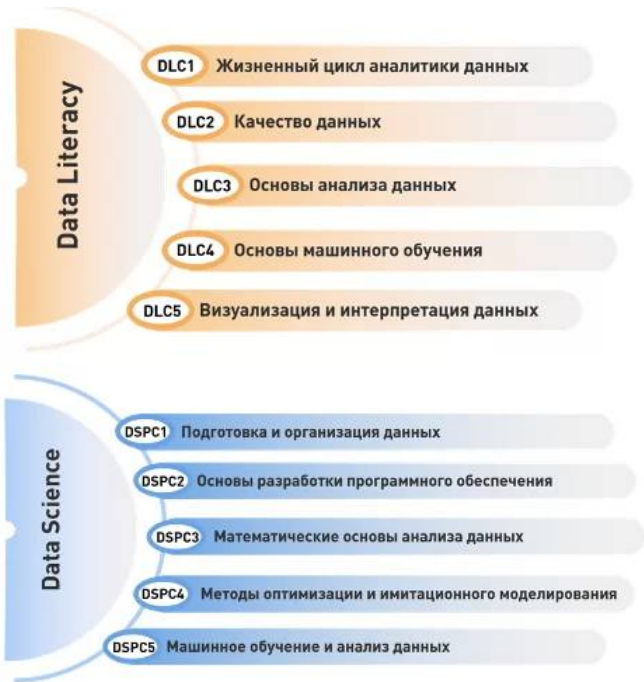 Data Literacy
DLC1 Жизненный цикл аналитики данных
DLC2 Качество данных
DLC3 Основы анализа данных
DLC4 Основы машинного обучения
DLC5 Визуализация и интерпретация данных
Data Science
DSPC1 Подготовка и организация данных
DSPC2 Основы разработки программного обеспечения
DSPC3 Математические основы анализа данных
DSPC4 Методы оптимизации и имитационного моделирования
DSPC5 Машинное обучение и анализ данных